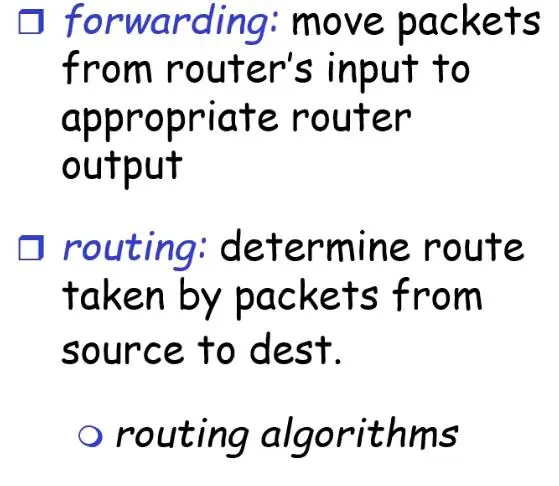 forwarding: move packets
from router's input to
appropriate router
output
routing: determine route
taken by packets from
source to dest.
routing algorithms